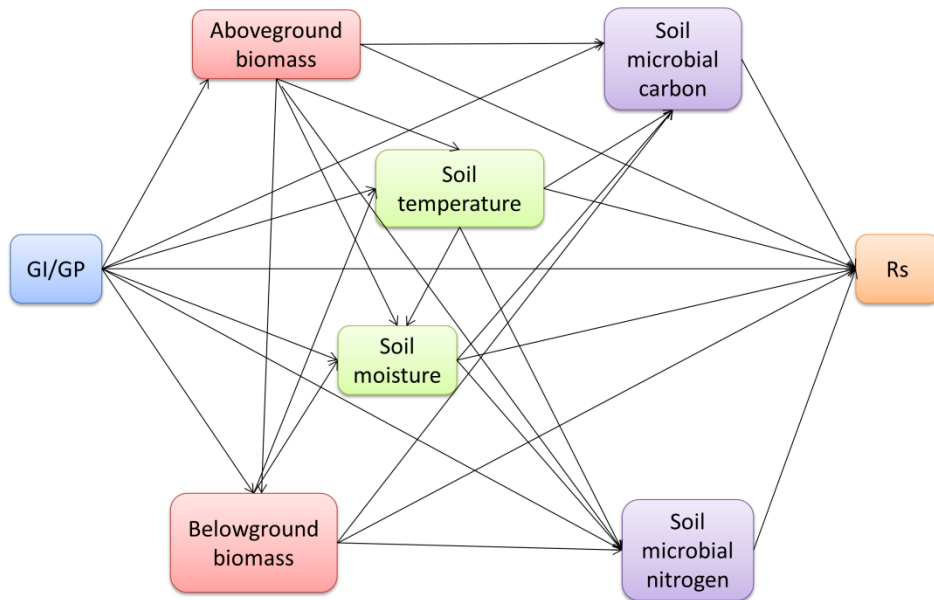 Aboveground
biomass
Soil
microbial
carbon
Soil
temperature
GI/GP
Rs
Soil
moisture
Belowground
biomass
Soil
microbial
nitrogen